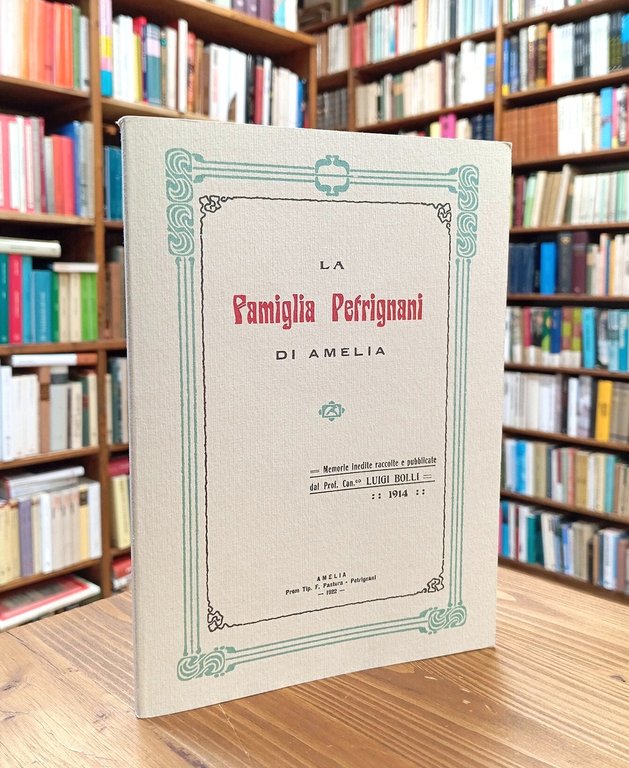 LA
Famiglia Petrignani
DI AMELIA
Memorie inedite raccolte e pubblicate
dal Prof. Can.co LUIGI BOLLI
:: 1914 ::
AMELIA
Prem Tip. F. Pastura - Petrignani
— 1922 —